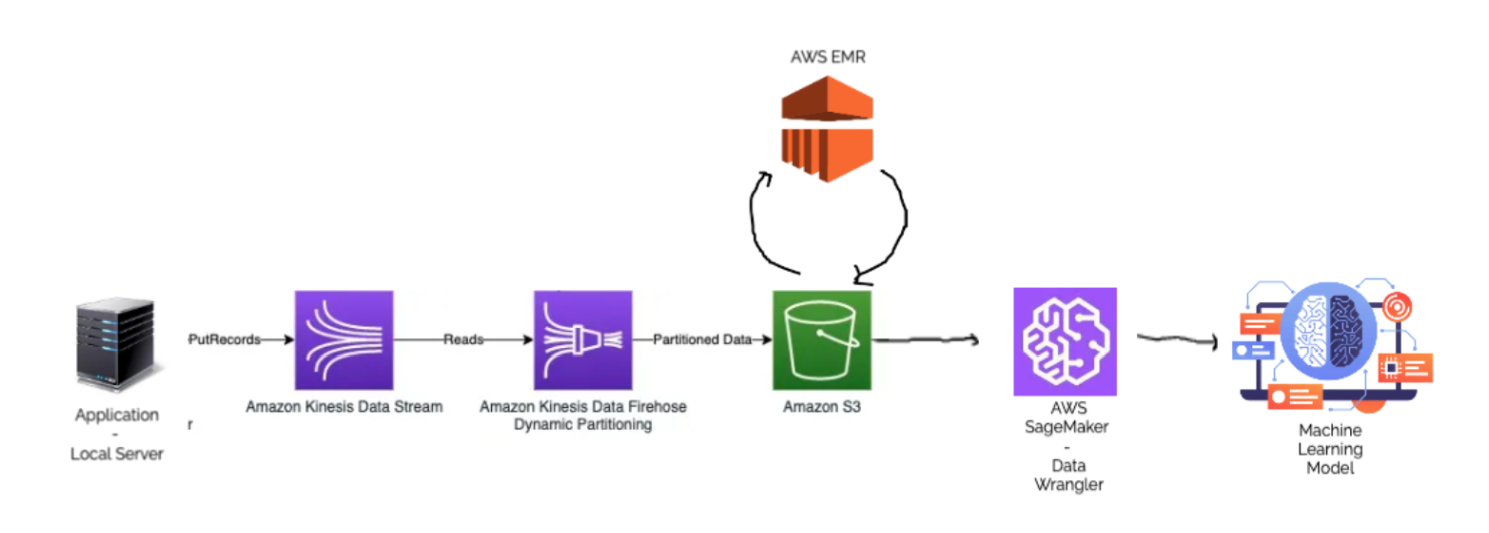 AWS EMR
PutRecords
Reads
Partitioned Data
Application
-
Local Server
r
Amazon Kinesis Data Stream
Amazon Kinesis Data Firehose
Dynamic Partitioning
Amazon S3
AWS
SageMaker
-
Data
Wrangler
Machine
Learning
Model